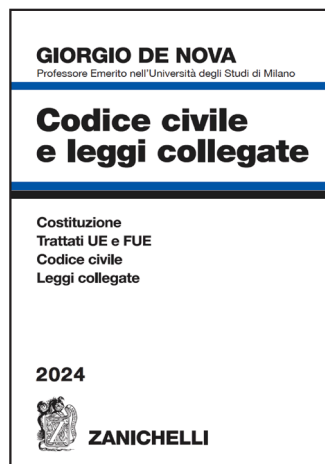 GIORGIO DE NOVA
Professore Emerito nell'Università degli Studi di Milano
Codice civile
e leggi collegate
Costituzione
Trattati UE e FUE
Codice civile
Leggi collegate
2024
ZANICHELLI